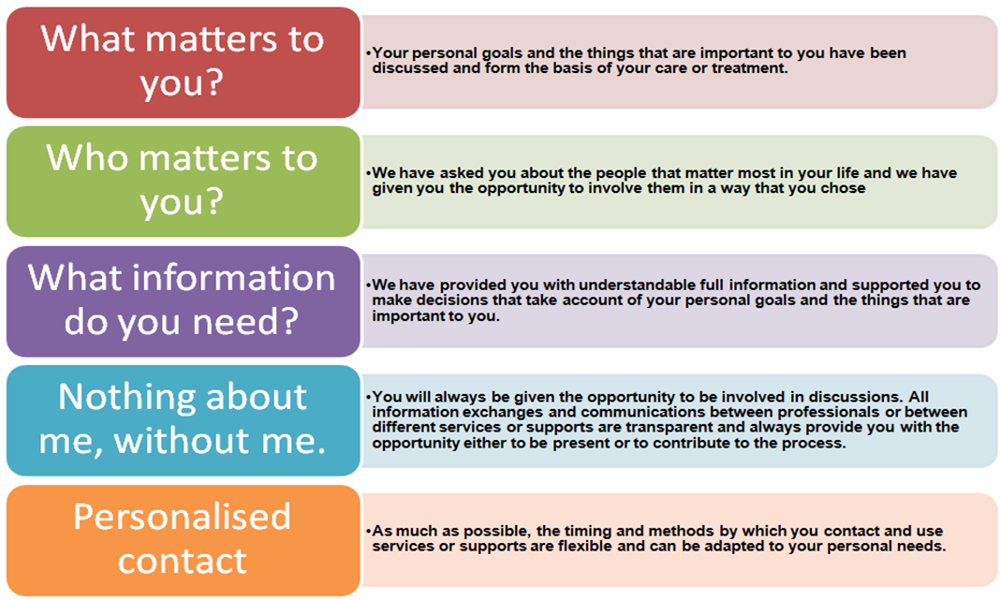 What matters to
you?
•Your personal goals and the things that are important to you have been
discussed and form the basis of your care or treatment.
Who matters to
you?
•We have asked you about the people that matter most in your life and we have
given you the opportunity to involve them in a way that you chose
What information
do you need?
•We have provided you with understandable full information and supported you to
make decisions that take account of your personal goals and the things that are
important to you.
Nothing about
me, without me.
•You will always be given the opportunity to be involved in discussions. All
information exchanges and communications between professionals or between
different services or supports are transparent and always provide you with the
opportunity either to be present or to contribute to the process.
Personalised
contact
•As much as possible, the timing and methods by which you contact and use
services or supports are flexible and can be adapted to your personal needs.